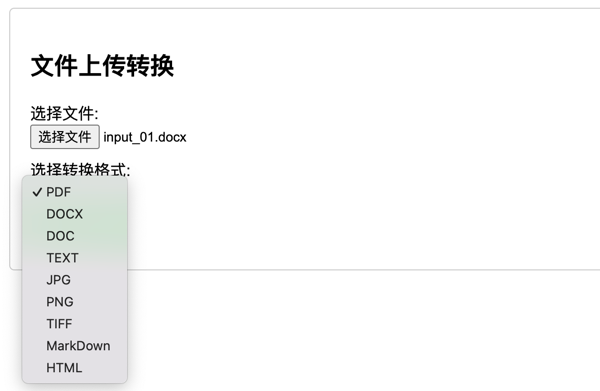 文件上传转换
选择文件:
选择文件 input_01.docx
选择转换格式:
✓ PDF
DOCX
DOC
TEXT
JPG
PNG
TIFF
MarkDown
HTML